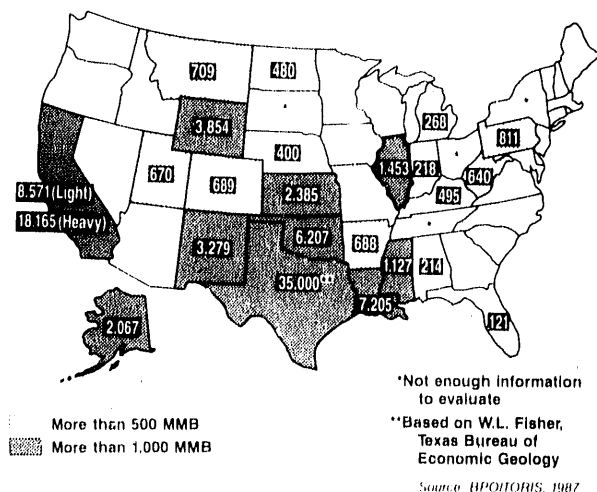 709
480
268
3,854
811
400
1,453
218
640
670
689
8.571 (Light)
2.385
495
18.165 (Heavy)
3,279
6.207
688
1,127
214
35,000**
7,205
121
2.067
*Not enough information
to evaluate
**Based on W.L. Fisher,
Texas Bureau of
Economic Geology
More than 500 MMB
More than 1,000 MMB
Source: BPO/TORIS, 1987